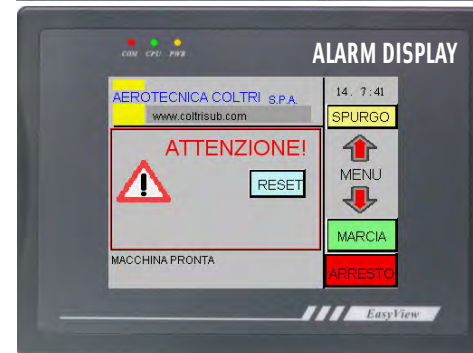 ALARM DISPLAY
COM CPU PWR
AEROTECNICA COLTRI S.P.A.
www.coltrisub.com
14. 7:41
SPURGO
ATTENZIONE!
RESET
MENU
MARCIA
MACCHINA PRONTA
ARRESTO
EasyView